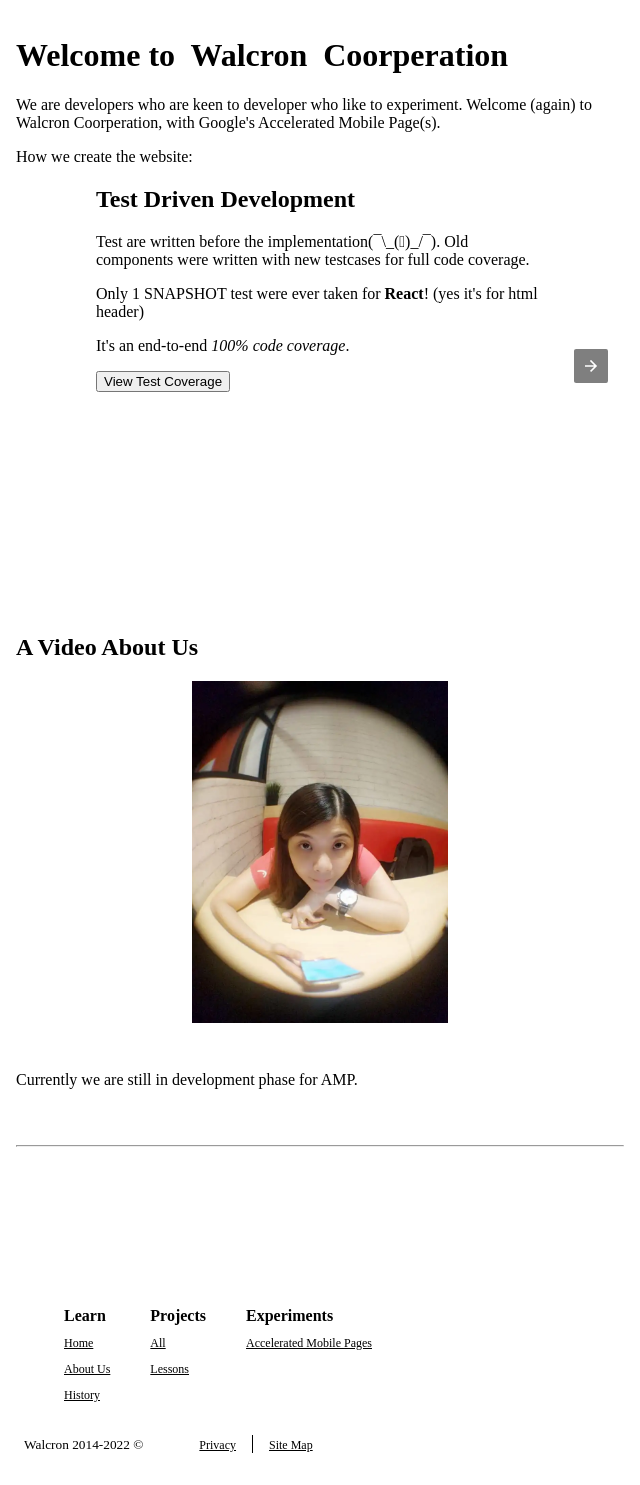 Welcome to Walcron Coorperation
We are developers who are keen to developer who like to experiment. Welcome (again) to
Walcron Coorperation, with Google's Accelerated Mobile Page(s).
How we create the website:
Test Driven Development
Test are written before the implementation(¯\_(▯)_/¯). Old
components were written with new testcases for full code coverage.
Only 1 SNAPSHOT test were ever taken for React! (yes it's for html
header)
It's an end-to-end 100% code coverage.
View Test Coverage
A Video About Us
Currently we are still in development phase for AMP.
Learn Projects Experiments
Home All Accelerated Mobile Pages
About Us Lessons
History
Walcron 2014-2022 © Privacy Site Map